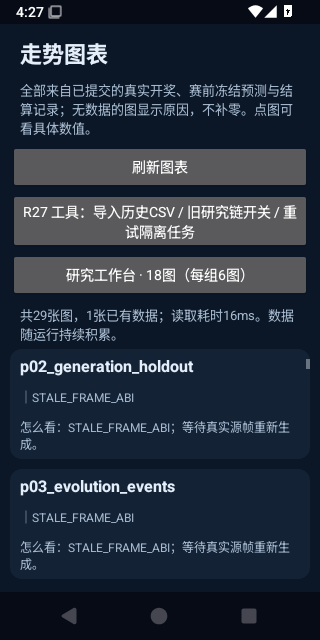 4:27
走势图表
全部来自已提交的真实开奖、赛前冻结预测与结
算记录；无数据的图显示原因，不补零。点图可
看具体数值。
刷新图表
R27 工具：导入历史CSV / 旧研究链开关 / 重
试隔离任务
研究工作台 · 18图（每组6图）
共29张图，1张已有数据；读取耗时16ms。数据
随运行持续积累。
p02_generation_holdout
STALE_FRAME_ABI
怎么看：STALE_FRAME_ABI；等待真实源帧重新生
成。
p03_evolution_events
STALE_FRAME_ABI
怎么看：STALE_FRAME_ABI；等待真实源帧重新生
成。